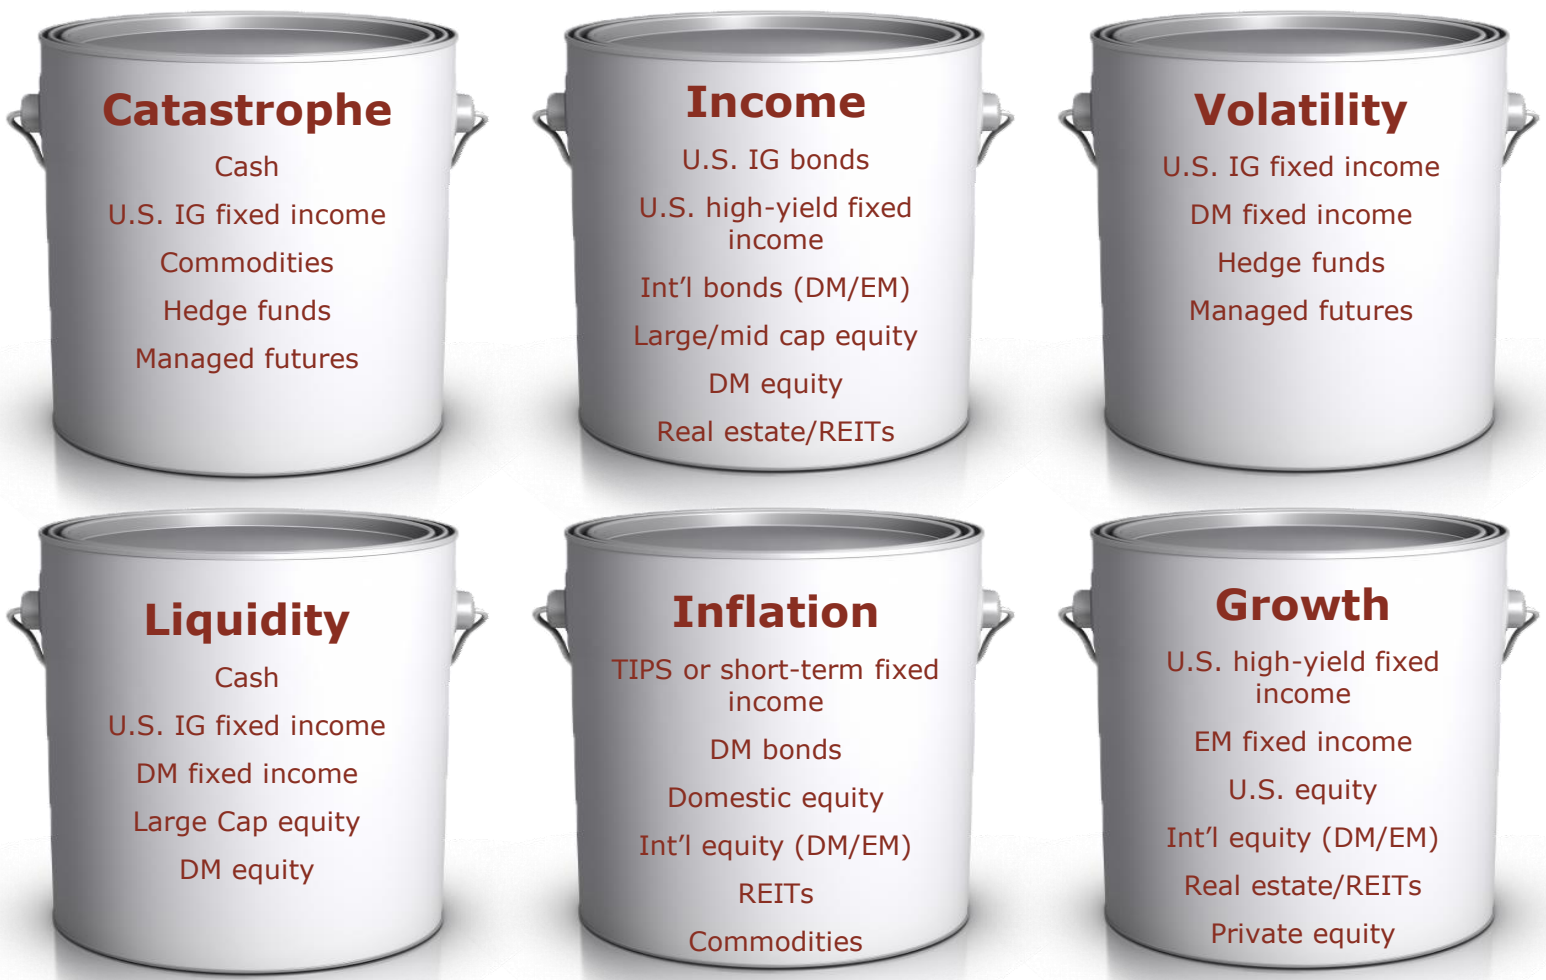 Catastrophe
Cash
U.S. IG fixed income
Commodities
Hedge funds
Managed futures
Income
U.S. IG bonds
U.S. high-yield fixed
income
Int’l bonds (DM/EM)
Large/mid cap equity
DM equity
Real estate/REITs
Volatility
U.S. IG fixed income
DM fixed income
Hedge funds
Managed futures
Liquidity
Cash
U.S. IG fixed income
DM fixed income
Large Cap equity
DM equity
Inflation
TIPS or short-term fixed
income
DM bonds
Domestic equity
Int’l equity (DM/EM)
REITs
Commodities
Growth
U.S. high-yield fixed
income
EM fixed income
U.S. equity
Int’l equity (DM/EM)
Real estate/REITs
Private equity